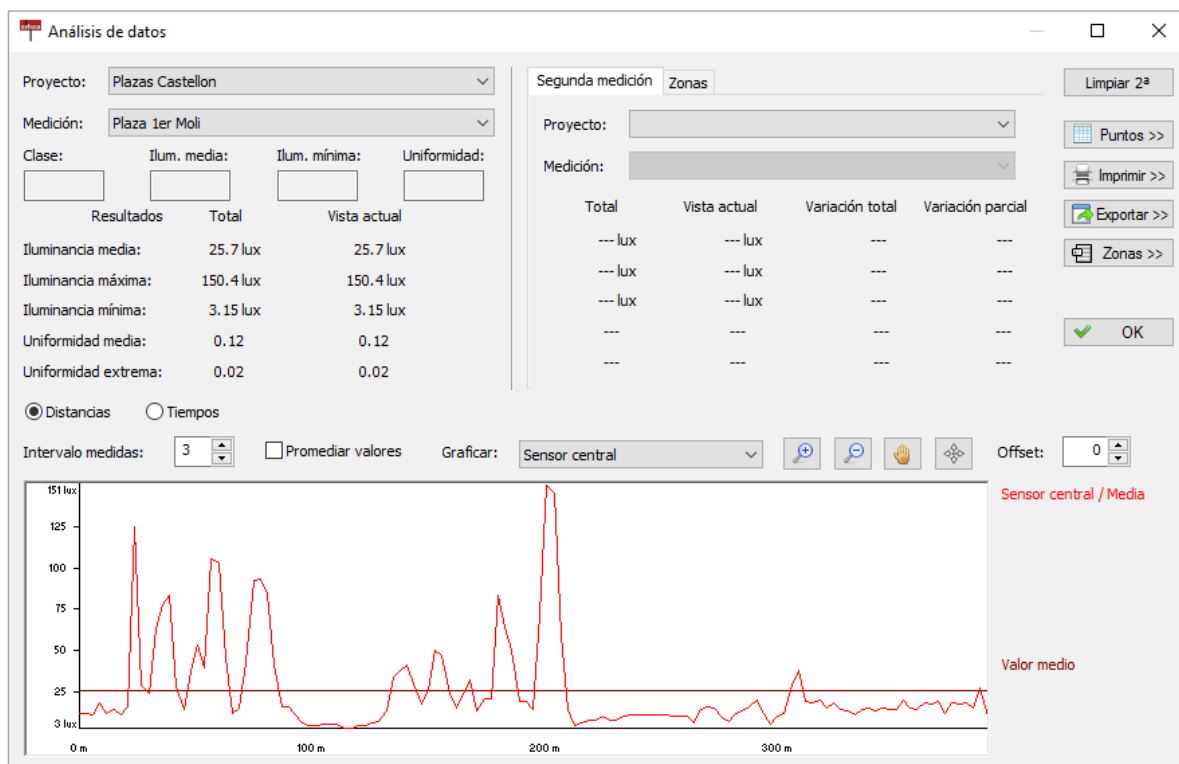 Análisis de datos
Proyecto: Plazas Castellon
Medición: Plaza 1er Moli
Clase: Ilum. media: Ilum. mínima: Uniformidad:
Resultados Total Vista actual
Iluminancia media: 25.7 lux 25.7 lux
Iluminancia máxima: 150.4 lux 150.4 lux
Iluminancia mínima: 3.15 lux 3.15 lux
Uniformidad media: 0.12 0.12
Uniformidad extrema: 0.02 0.02
Segunda medición Zonas
Proyecto:
Medición:
Total Vista actual Variación total Variación parcial
--- lux --- lux --- ---
--- lux --- lux --- ---
--- lux --- lux --- ---
--- --- --- ---
--- --- --- ---
Limpiar 2ª
Puntos >>
Imprimir >>
Exportar >>
Zonas >>
OK
Distancias Tiempos
Intervalo medidas: 3 Promediar valores Graficar: Sensor central Offset: 0
151 lux
125
100
75
50
25
3 lux
0 m 100 m 200 m 300 m
Sensor central / Media
Valor medio